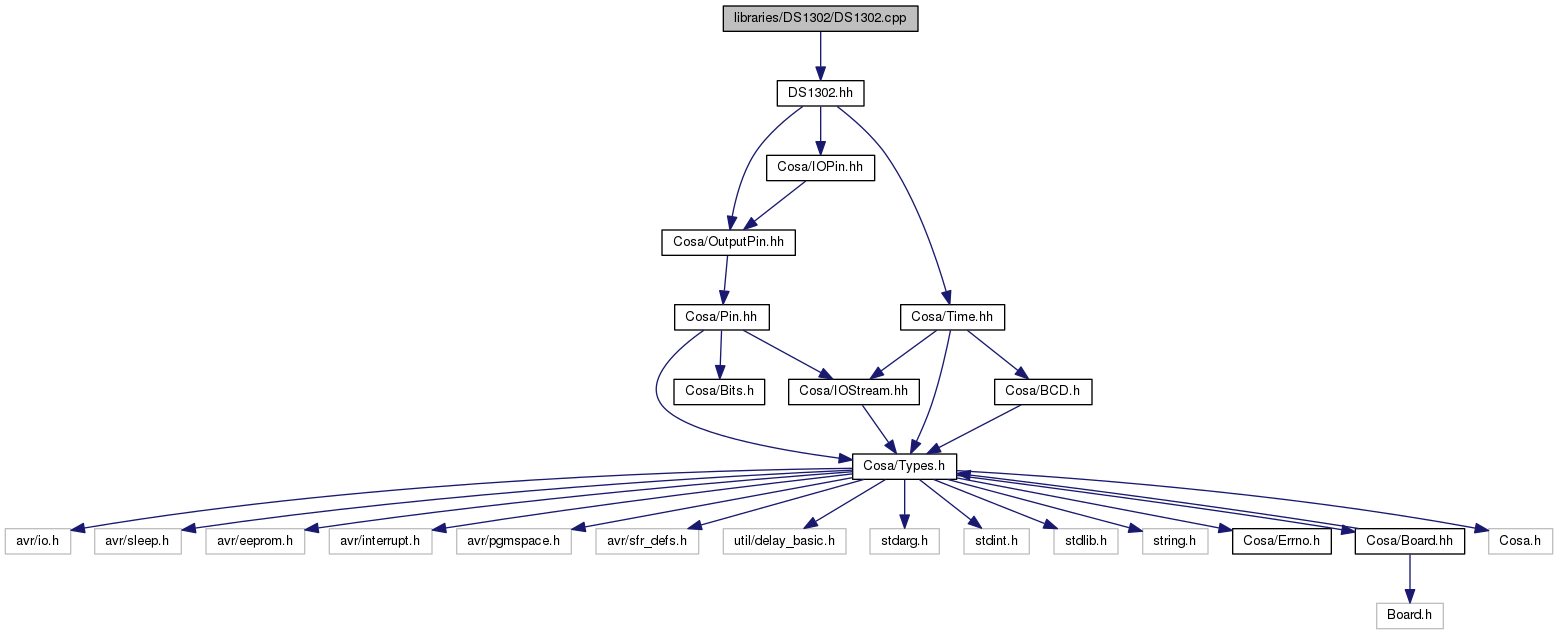 libraries/DS1302/DS1302.cpp
DS1302.hh
Cosa/IOPin.hh
Cosa/OutputPin.hh
Cosa/Pin.hh
Cosa/Time.hh
Cosa/Bits.h
Cosa/IOStream.hh
Cosa/BCD.h
Cosa/Types.h
avr/io.h
avr/sleep.h
avr/eeprom.h
avr/interrupt.h
avr/pgmspace.h
avr/sfr_defs.h
util/delay_basic.h
stdarg.h
stdint.h
stdlib.h
string.h
Cosa/Errno.h
Cosa/Board.hh
Cosa.h
Board.h